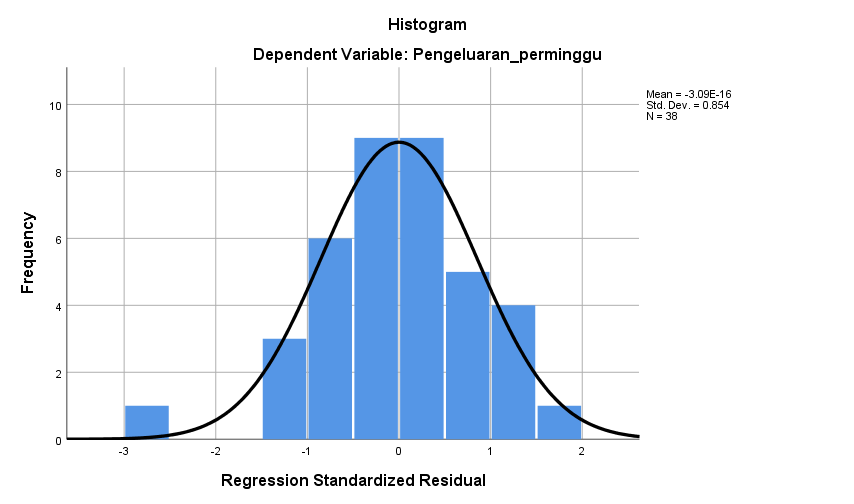 Histogram
Dependent Variable: Pengeluaran_perminggu
Mean = -3.09E-16
Std. Dev. = 0.854
N = 38
10
8
6
4
2
0
Frequency
-3 -2 -1 0 1 2
Regression Standardized Residual